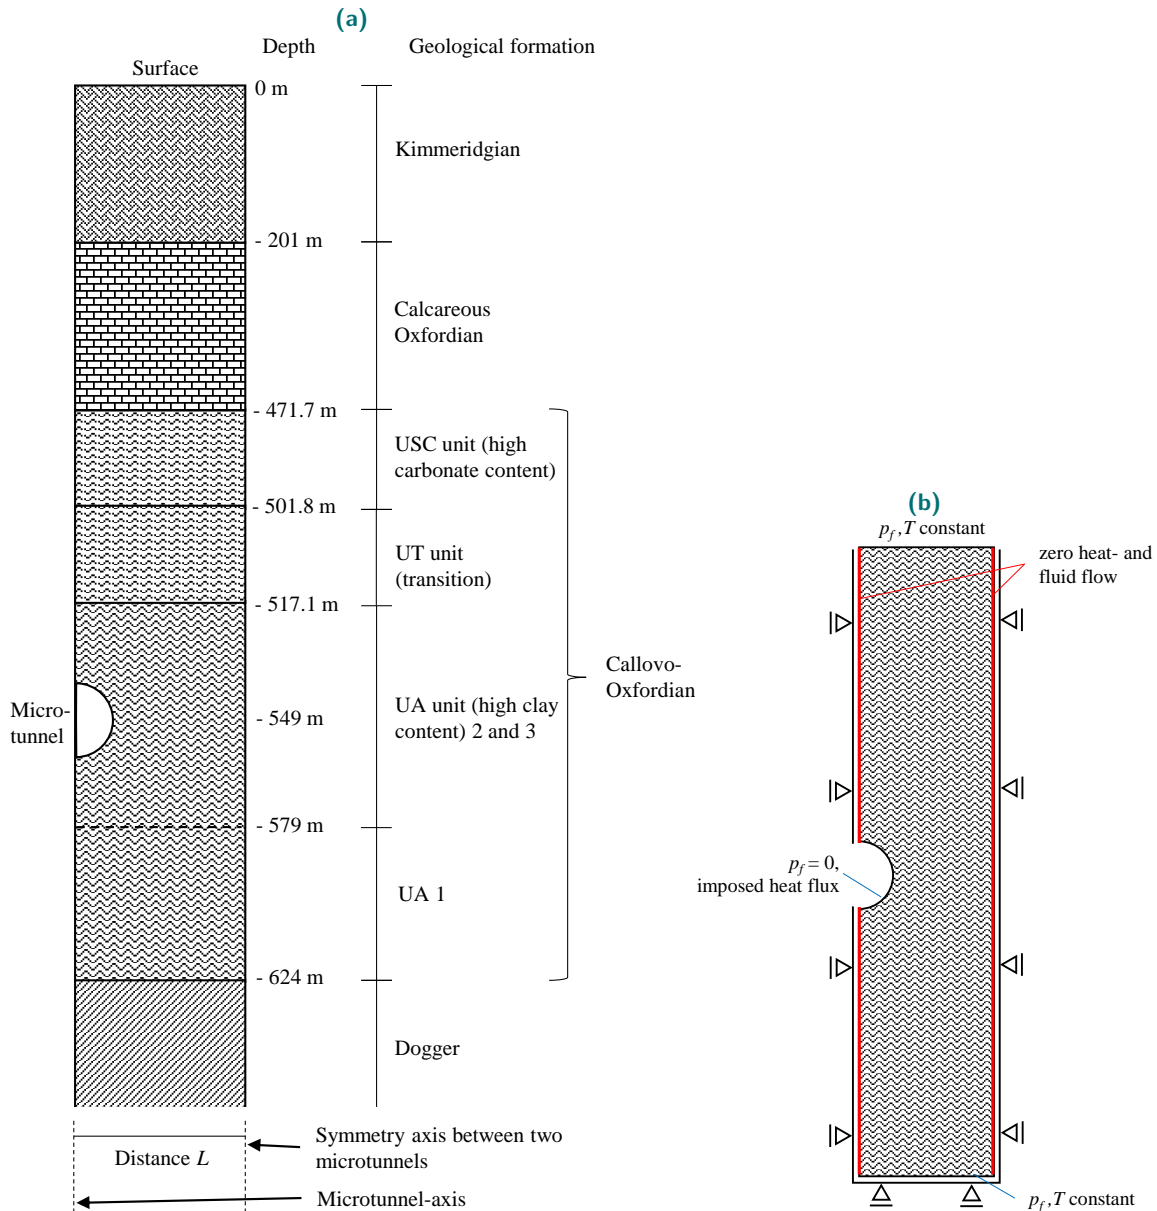 (a)
Depth
Geological formation
Surface
0 m
Kimmeridgian
- 201 m
Calcareous
Oxfordian
- 471.7 m
USC unit (high
carbonate content)
- 501.8 m
UT unit
(transition)
- 517.1 m
Callovo-
Oxfordian
Micro-
tunnel
- 549 m
UA unit (high clay
content) 2 and 3
- 579 m
UA 1
- 624 m
Dogger
Symmetry axis between two
microtunnels
Distance L
Microtunnel-axis
(b)
p_f,T constant
zero heat- and
fluid flow
p_f = 0,
imposed heat flux
p_f,T constant